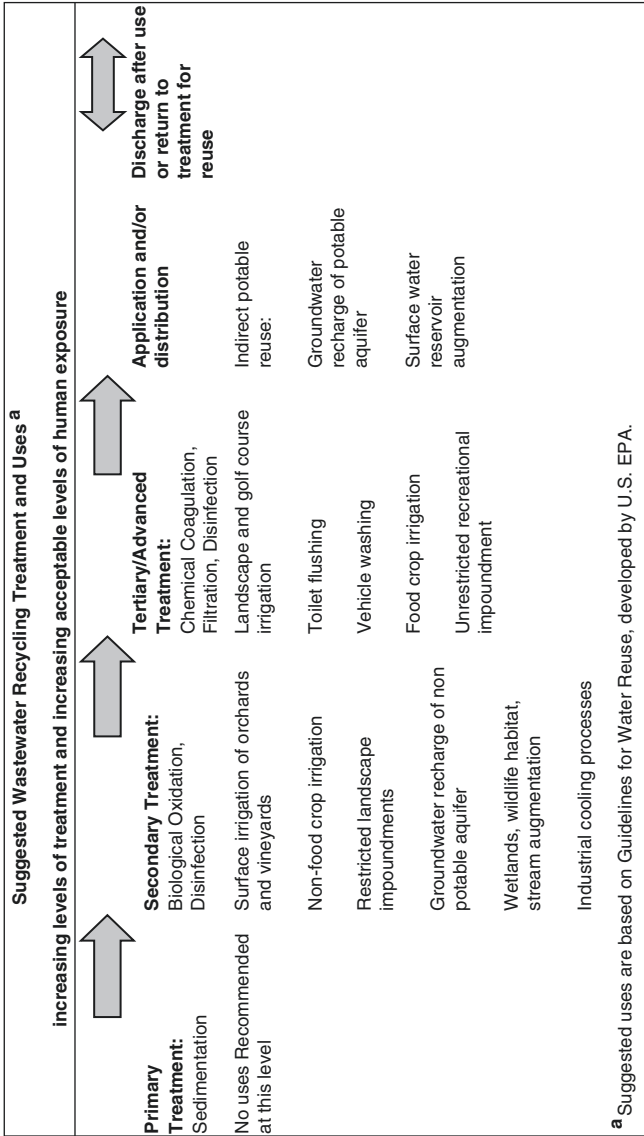 Suggested Wastewater Recycling Treatment and Uses a
increasing levels of treatment and increasing acceptable levels of human exposure
Primary
Treatment:
Sedimentation
No uses Recommended
at this level
Secondary Treatment:
Biological Oxidation,
Disinfection
Surface irrigation of orchards
and vineyards
Non-food crop irrigation
Restricted landscape
impoundments
Groundwater recharge of non
potable aquifer
Wetlands, wildlife habitat,
stream augmentation
Industrial cooling processes
Tertiary/Advanced
Treatment:
Chemical Coagulation,
Filtration, Disinfection
Landscape and golf course
irrigation
Toilet flushing
Vehicle washing
Food crop irrigation
Unrestricted recreational
impoundment
Application and/or
distribution
Indirect potable
reuse:
Groundwater
recharge of potable
aquifer
Surface water
reservoir
augmentation
Discharge after use
or return to
treatment for
reuse
a Suggested uses are based on Guidelines for Water Reuse, developed by U.S. EPA.